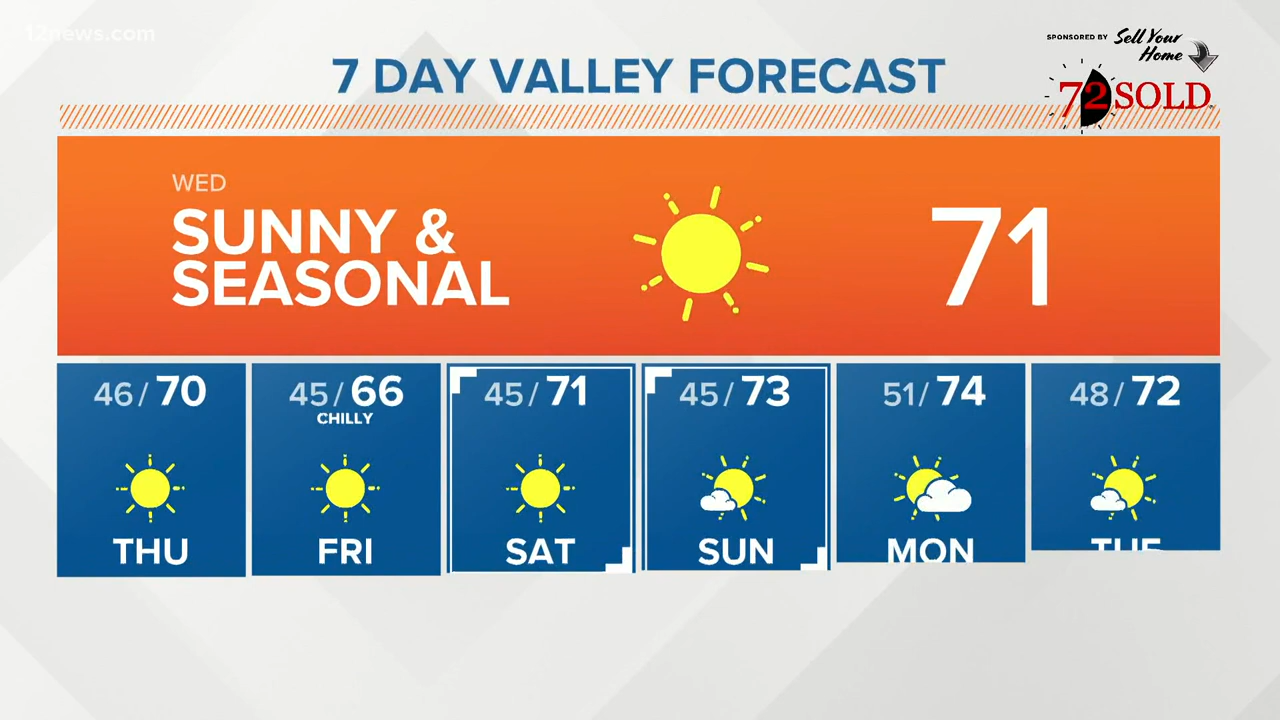 12news.com
SPONSORED BY Sell Your
Home
72SOLD
7 DAY VALLEY FORECAST
WED
SUNNY &
SEASONAL
71
46/70
45/66
45/71
45/73
51/74
48/72
CHILLY
THU
FRI
SAT
SUN
MON
TUE